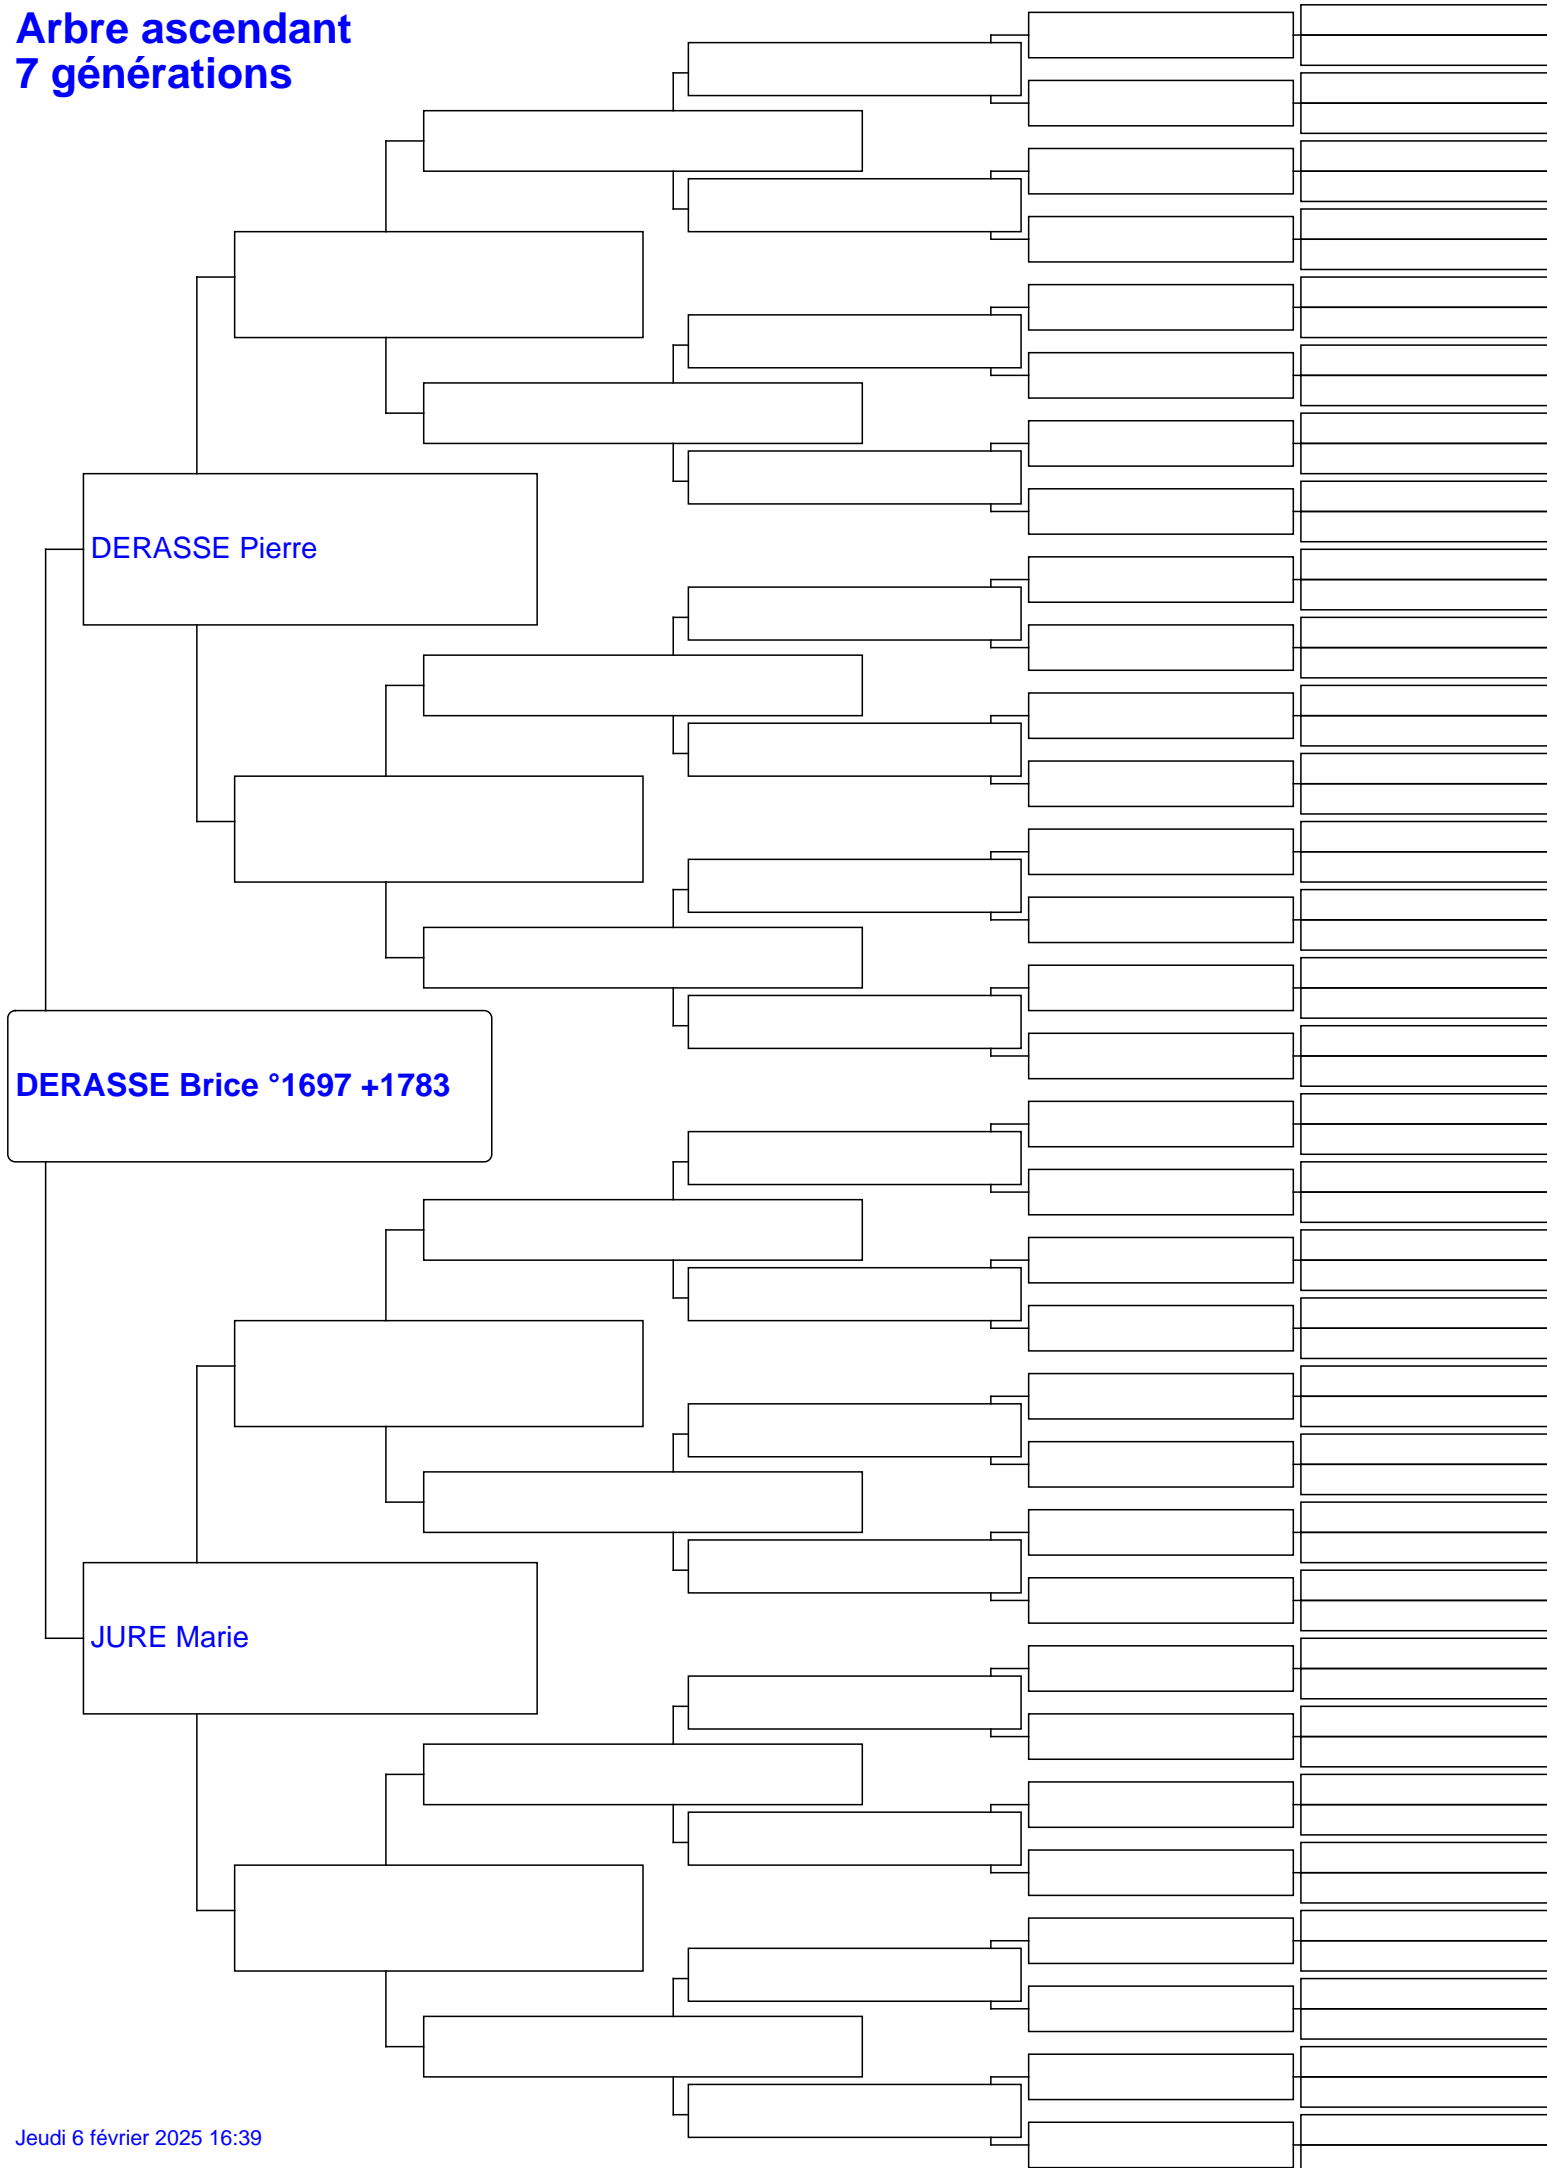 Arbre ascendant
7 générations
DERASSE Pierre
DERASSE Brice °1697 +1783
JURE Marie
Jeudi 6 février 2025 16:39